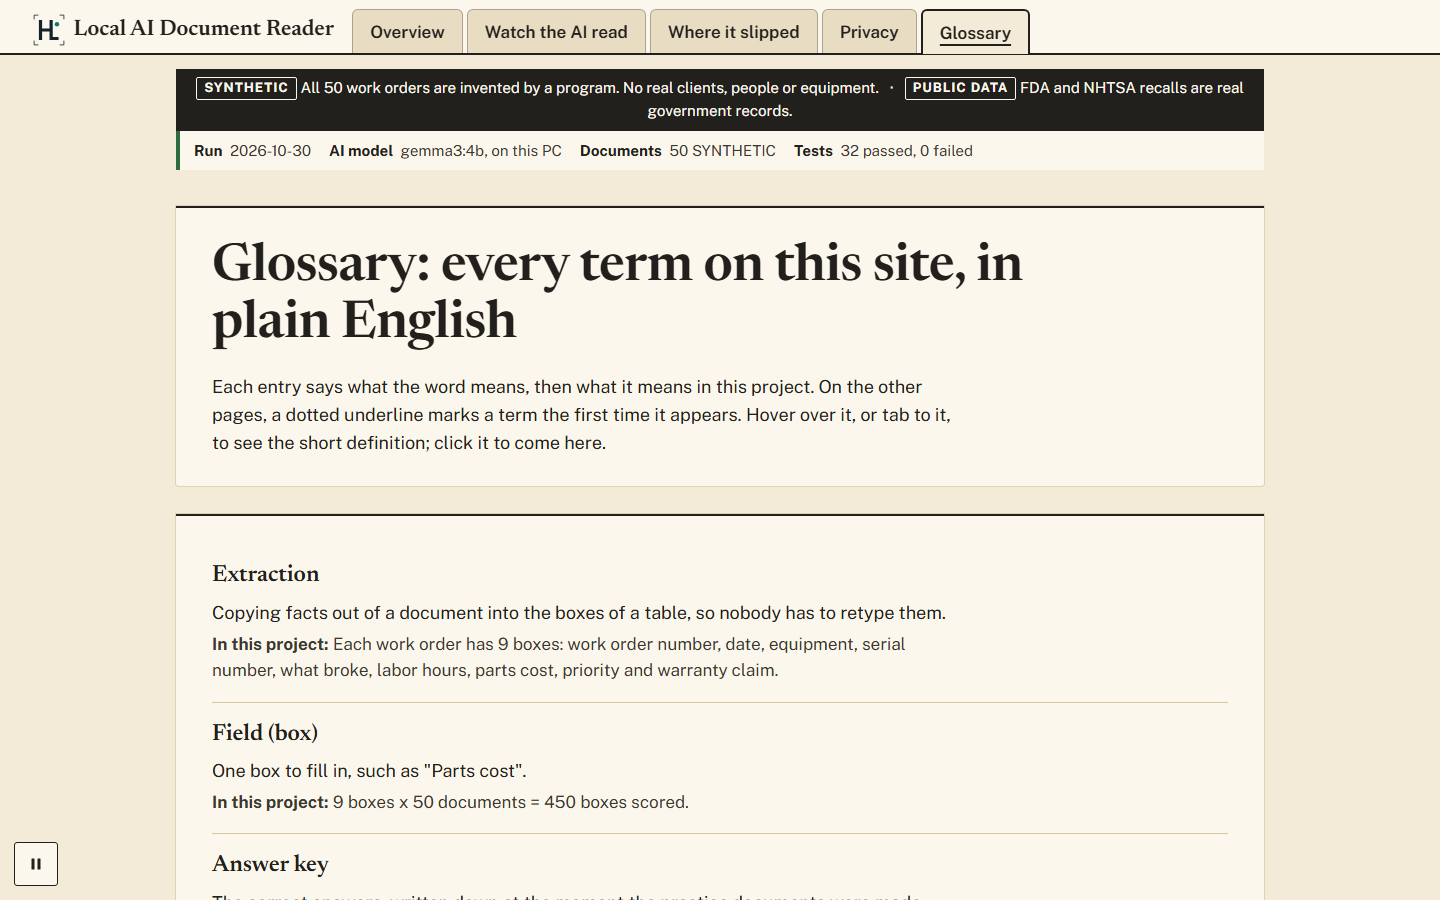 HL Local AI Document Reader Overview Watch the AI read Where it slipped Privacy Glossary
SYNTHETIC All 50 work orders are invented by a program. No real clients, people or equipment. · PUBLIC DATA FDA and NHTSA recalls are real
government records.
Run 2026-10-30 AI model gemma3:4b, on this PC Documents 50 SYNTHETIC Tests 32 passed, 0 failed
Glossary: every term on this site, in
plain English
Each entry says what the word means, then what it means in this project. On the other
pages, a dotted underline marks a term the first time it appears. Hover over it, or tab to it,
to see the short definition; click it to come here.
Extraction
Copying facts out of a document into the boxes of a table, so nobody has to retype them.
In this project: Each work order has 9 boxes: work order number, date, equipment, serial
number, what broke, labor hours, parts cost, priority and warranty claim.
Field (box)
One box to fill in, such as "Parts cost".
In this project: 9 boxes x 50 documents = 450 boxes scored.
Answer key